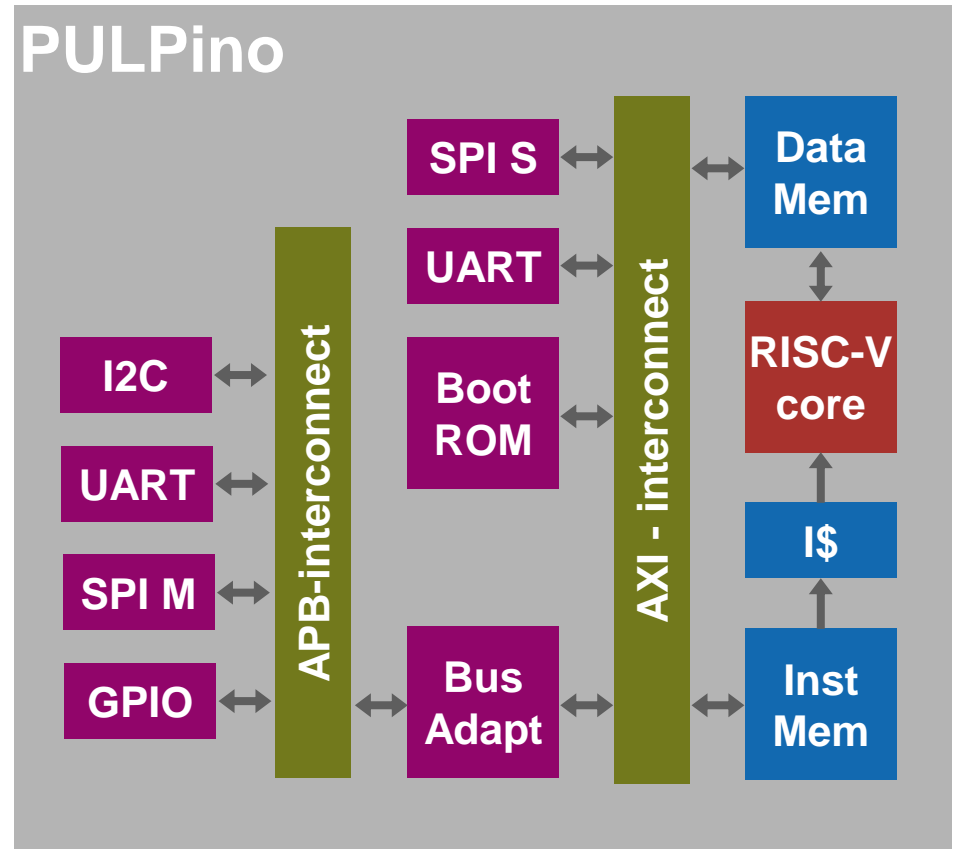 PULPino
SPI S
UART
Boot
ROM
Bus
Adapt
I2C
UART
SPI M
GPIO
APB-interconnect
AXI - interconnect
Data
Mem
RISC-V
core
I$
Inst
Mem